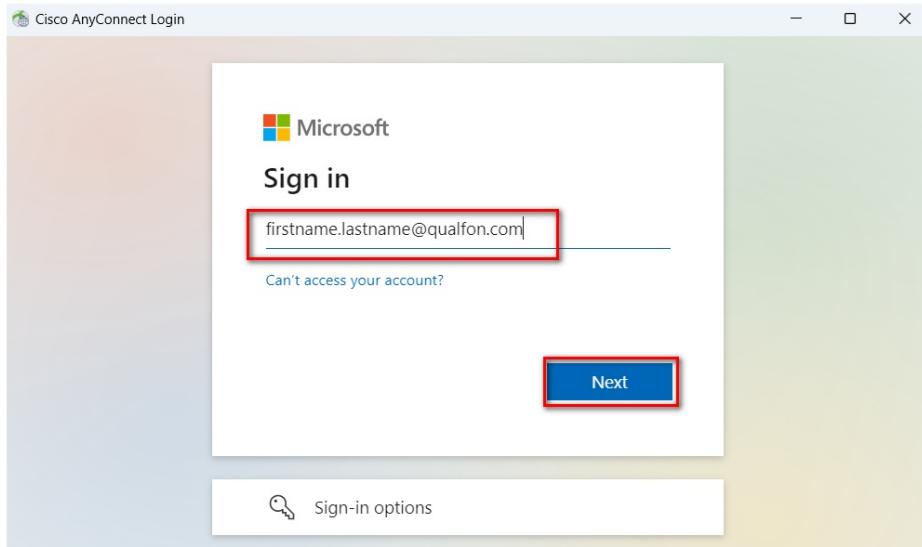 Cisco AnyConnect Login
Microsoft
Sign in
firstname.lastname@qualfon.com
Can't access your account?
Next
Sign-in options